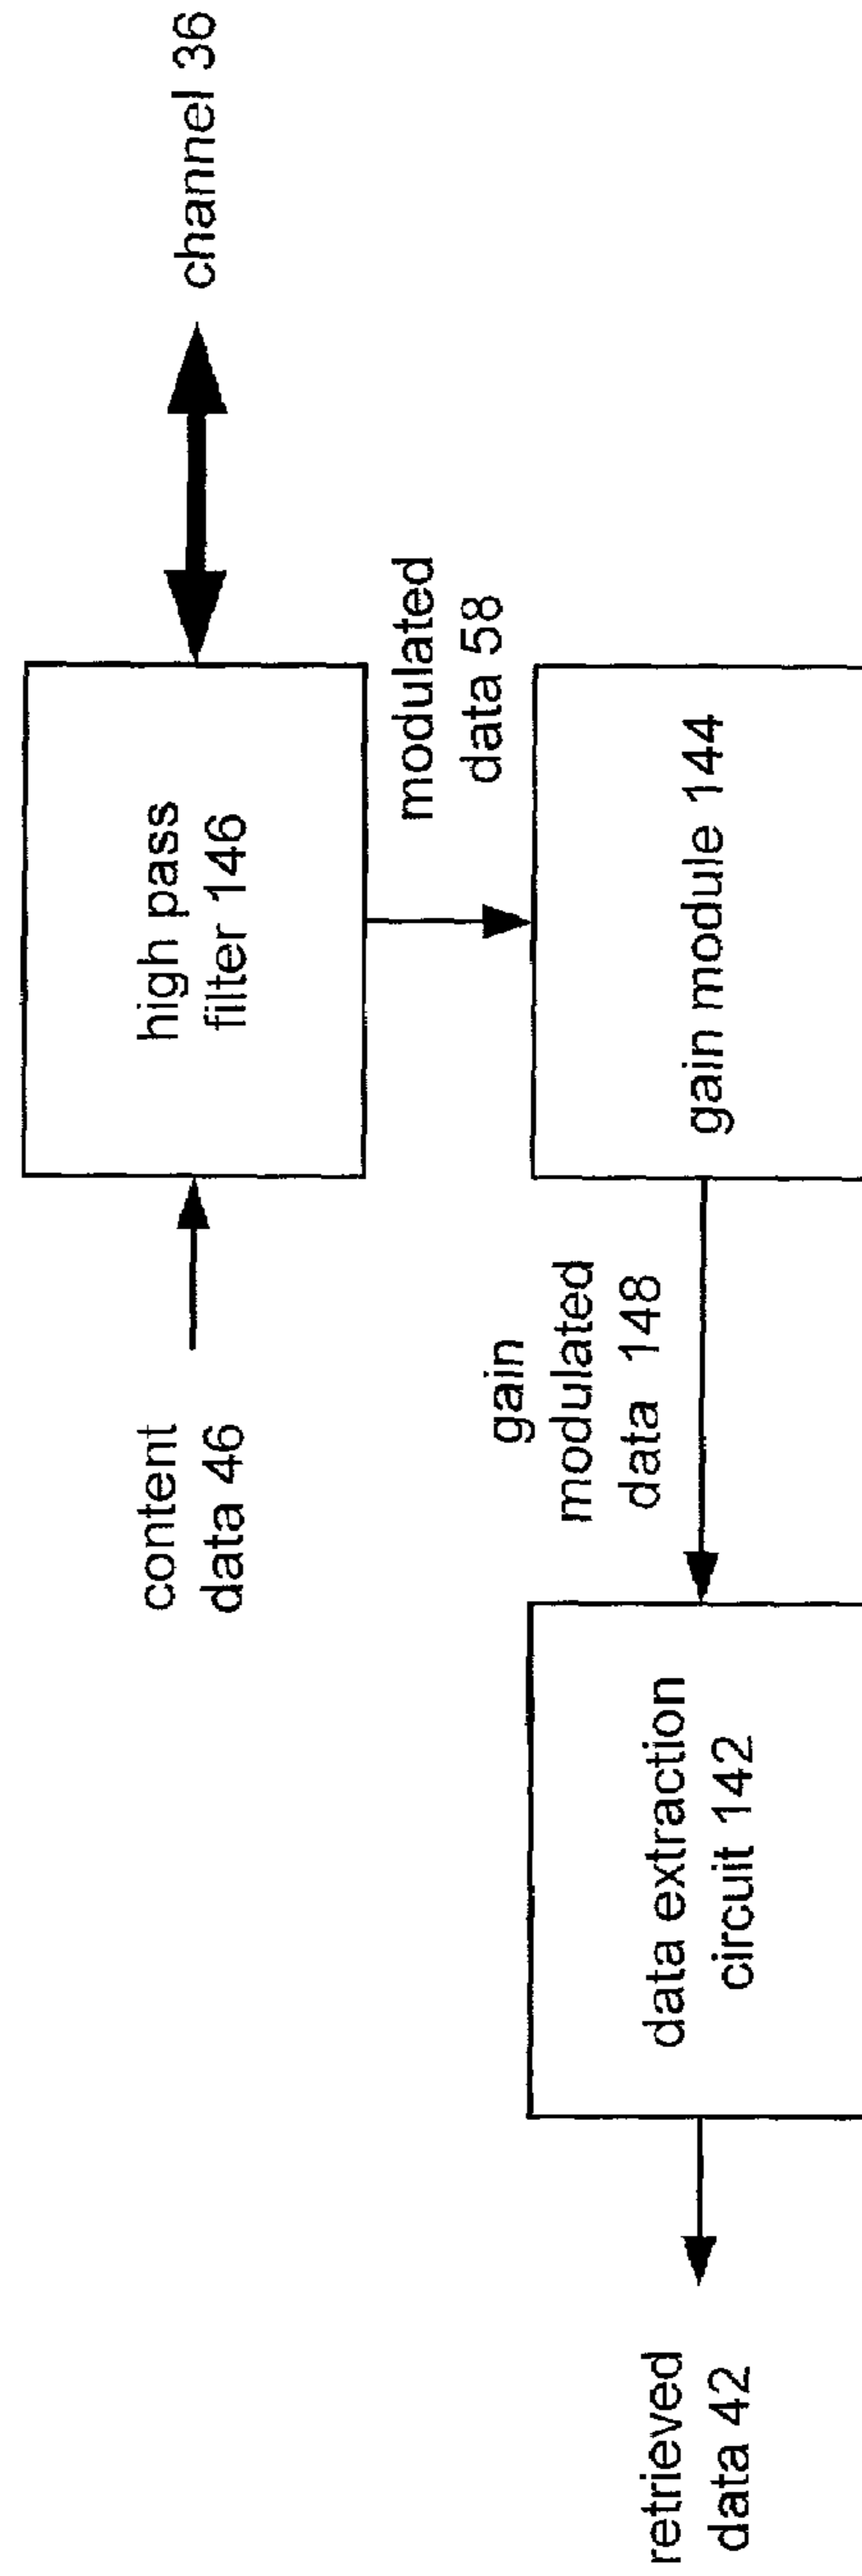 content
data 46
high pass
filter 146
channel 36
modulated
data 58
gain module 144
gain
modulated
data 148
data extraction
circuit 142
retrieved
data 42